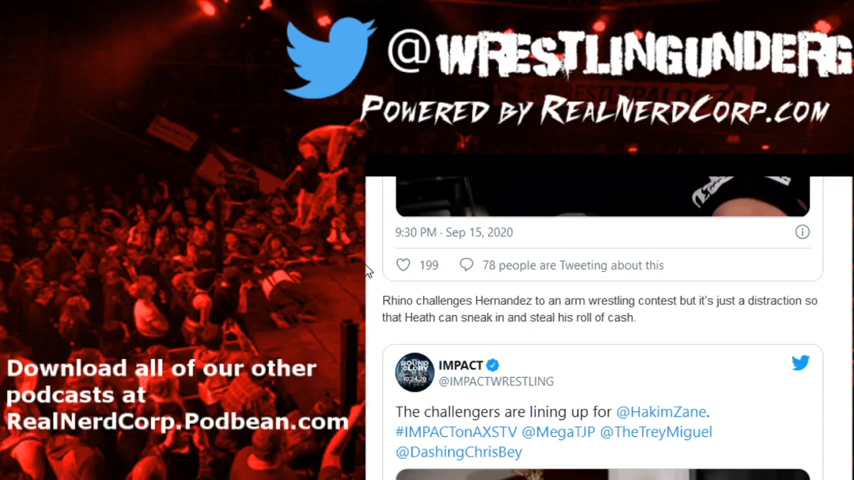 @WRESTLINGUNDERG
POWERED BY REALNERDCORP.COM
9:30 PM · Sep 15, 2020
199 78 people are Tweeting about this
Rhino challenges Hernandez to an arm wrestling contest but it's just a distraction so
that Heath can sneak in and steal his roll of cash.
IMPACT
@IMPACTWRESTLING
The challengers are lining up for @HakimZane.
#IMPACTonAXSTV @MegaTJP @TheTreyMiguel
@DashingChrisBey
Download all of our other
podcasts at
RealNerdCorp.Podbean.com